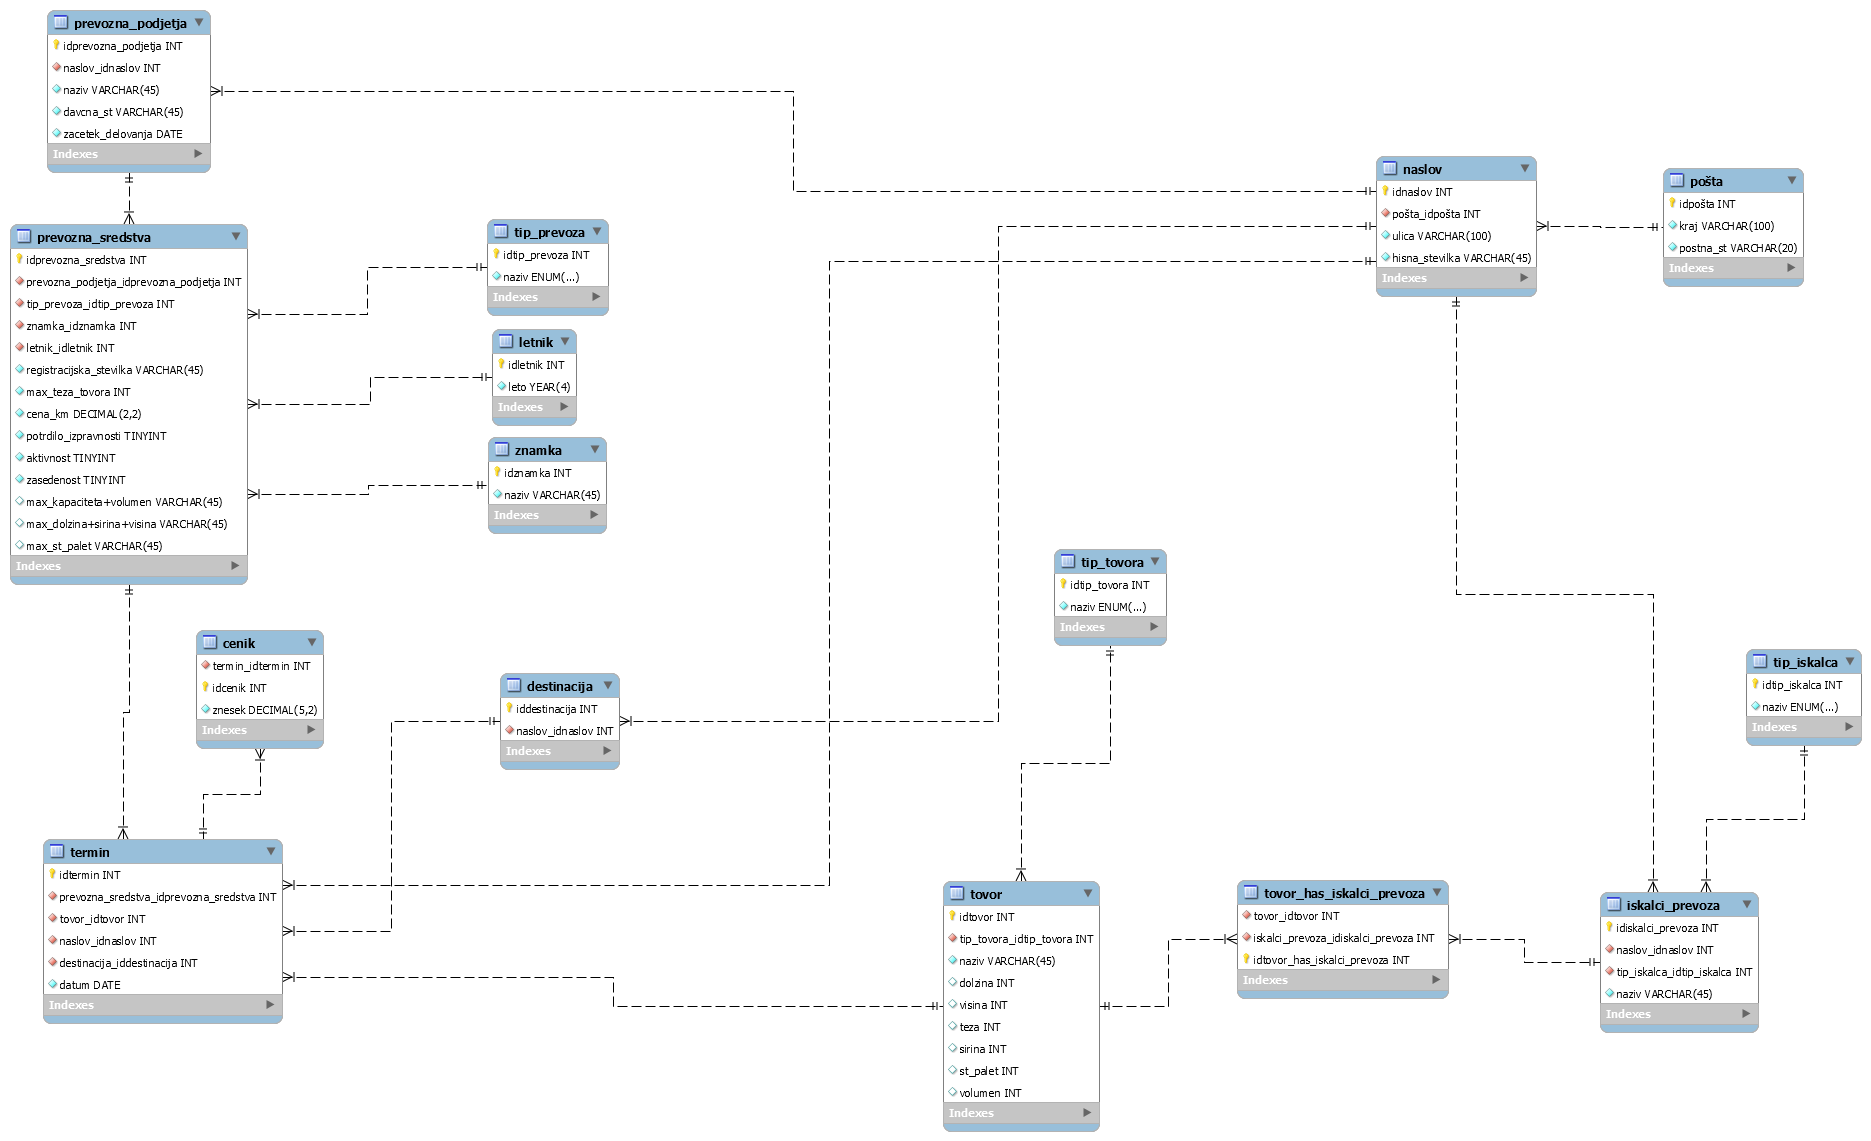 prevozna_podjetja
idprevozna_podjetja INT
naslov_idnaslov INT
naziv VARCHAR(45)
davcna_st VARCHAR(45)
zacetek_delovanja DATE
Indexes
prevozna_sredstva
idprevozna_sredstva INT
prevozna_podjetja_idprevozna_podjetja INT
tip_prevoza_idtip_prevoza INT
znamka_idznamka INT
letnik_idletnik INT
registracijska_stevilka VARCHAR(45)
max_teza_tovora INT
cena_km DECIMAL(2,2)
potrdilo_izpravnosti TINYINT
aktivnost TINYINT
zasedenost TINYINT
max_kapaciteta+volumen VARCHAR(45)
max_dolzina+sirina+visina VARCHAR(45)
max_st_palet VARCHAR(45)
Indexes
tip_prevoza
idtip_prevoza INT
naziv ENUM(...)
Indexes
letnik
idletnik INT
leto YEAR(4)
Indexes
znamka
idznamka INT
naziv VARCHAR(45)
Indexes
naslov
idnaslov INT
pošta_idpošta INT
ulica VARCHAR(100)
hisna_stevilka VARCHAR(45)
Indexes
pošta
idpošta INT
kraj VARCHAR(100)
postna_st VARCHAR(20)
Indexes
cenik
termin_idtermin INT
idcenik INT
znesek DECIMAL(5,2)
Indexes
destinacija
iddestinacija INT
naslov_idnaslov INT
Indexes
tip_tovora
idtip_tovora INT
naziv ENUM(...)
Indexes
tip_iskalca
idtip_iskalca INT
naziv ENUM(...)
Indexes
termin
idtermin INT
prevozna_sredstva_idprevozna_sredstva INT
tovor_idtovor INT
naslov_idnaslov INT
destinacija_iddestinacija INT
datum DATE
Indexes
tovor
idtovor INT
tip_tovora_idtip_tovora INT
naziv VARCHAR(45)
dolzina INT
visina INT
teza INT
sirina INT
st_palet INT
volumen INT
Indexes
tovor_has_iskalci_prevoza
tovor_idtovor INT
iskalci_prevoza_idiskalci_prevoza INT
idtovor_has_iskalci_prevoza INT
Indexes
iskalci_prevoza
idiskalci_prevoza INT
naslov_idnaslov INT
tip_iskalca_idtip_iskalca INT
naziv VARCHAR(45)
Indexes